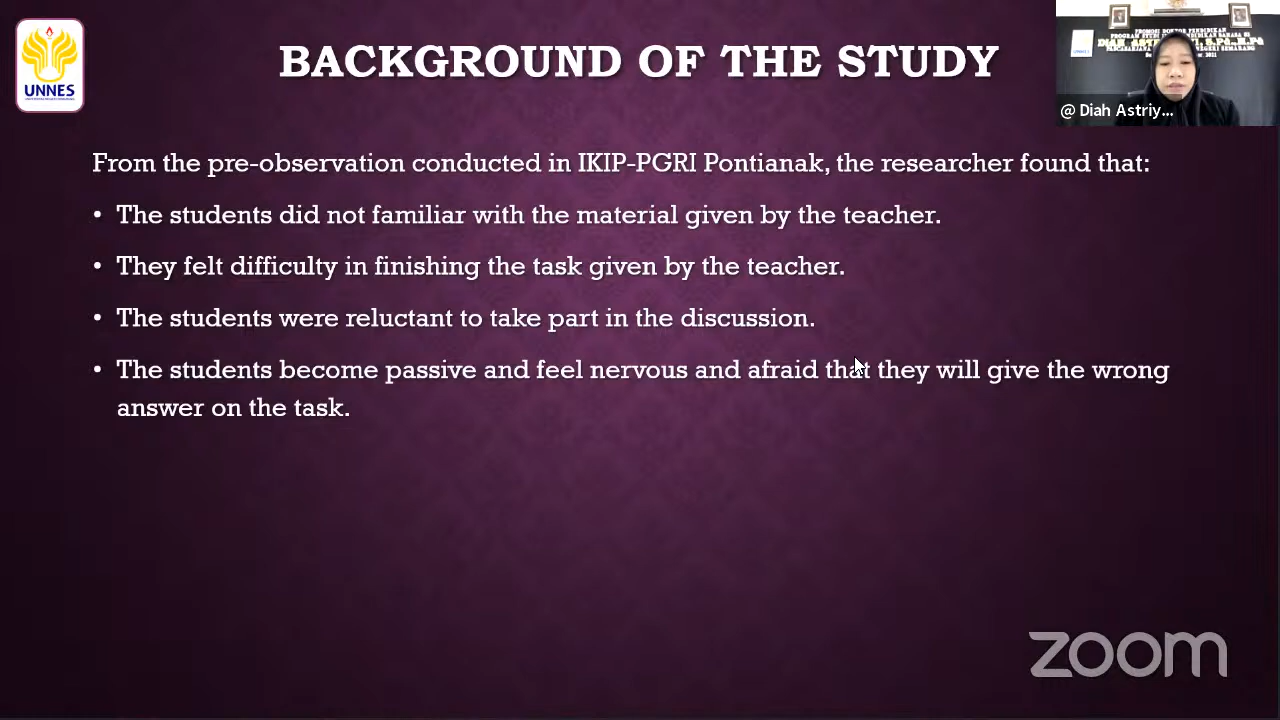 UNNES
BACKGROUND OF THE STUDY
@ Diah Astriy...
From the pre-observation conducted in IKIP-PGRI Pontianak, the researcher found that:
• The students did not familiar with the material given by the teacher.
• They felt difficulty in finishing the task given by the teacher.
• The students were reluctant to take part in the discussion.
• The students become passive and feel nervous and afraid that they will give the wrong
answer on the task.
zoom